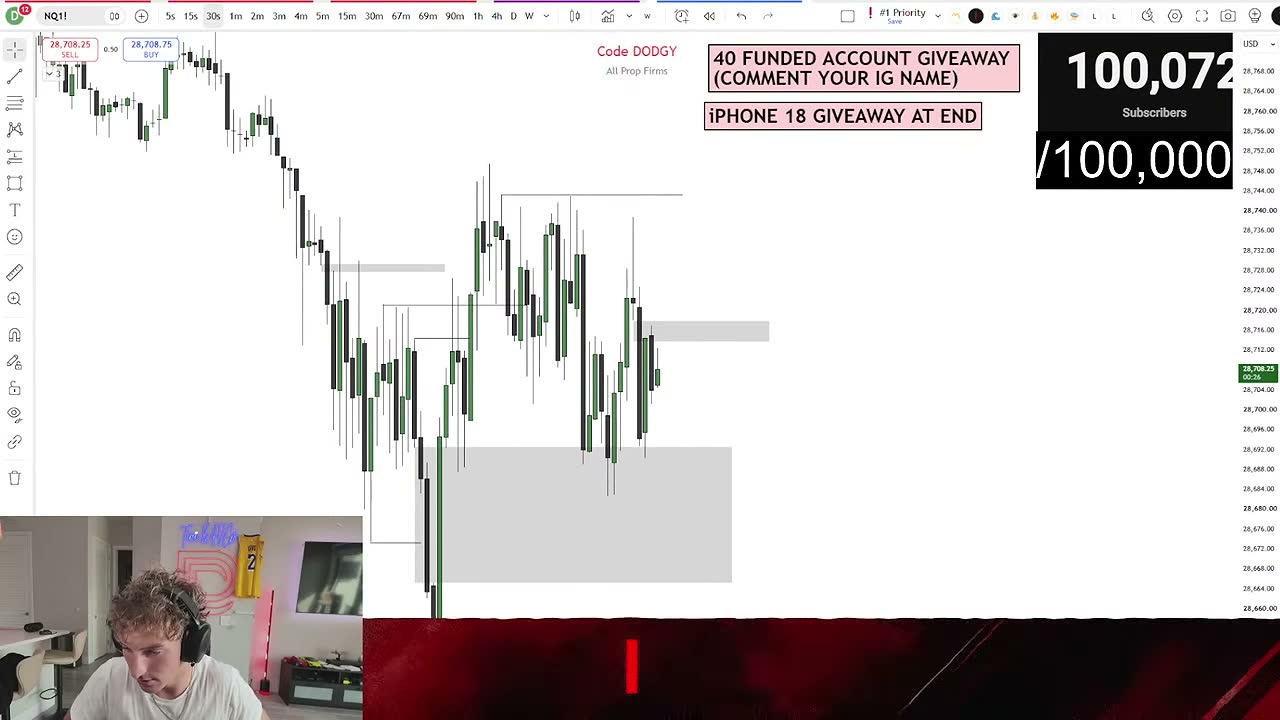 D 12 NQ1! 5s 15s 30s 1m 2m 3m 4m 5m 15m 30m 67m 69m 90m 1h 4h D W w #1 Priority L L
Save
28,708.25 0.50 28,708.75
SELL BUY
3
Code DODGY
All Prop Firms
40 FUNDED ACCOUNT GIVEAWAY
(COMMENT YOUR IG NAME)
iPHONE 18 GIVEAWAY AT END
100,072
Subscribers
/100,000
USD
28,768.00
28,764.00
28,760.00
28,756.00
28,752.00
28,748.00
28,744.00
28,740.00
28,736.00
28,732.00
28,728.00
28,724.00
28,720.00
28,716.00
28,712.00
28,708.25
00:26
28,704.00
28,700.00
28,696.00
28,692.00
28,688.00
28,684.00
28,680.00
28,676.00
28,672.00
28,668.00
28,664.00
28,660.00
D
2